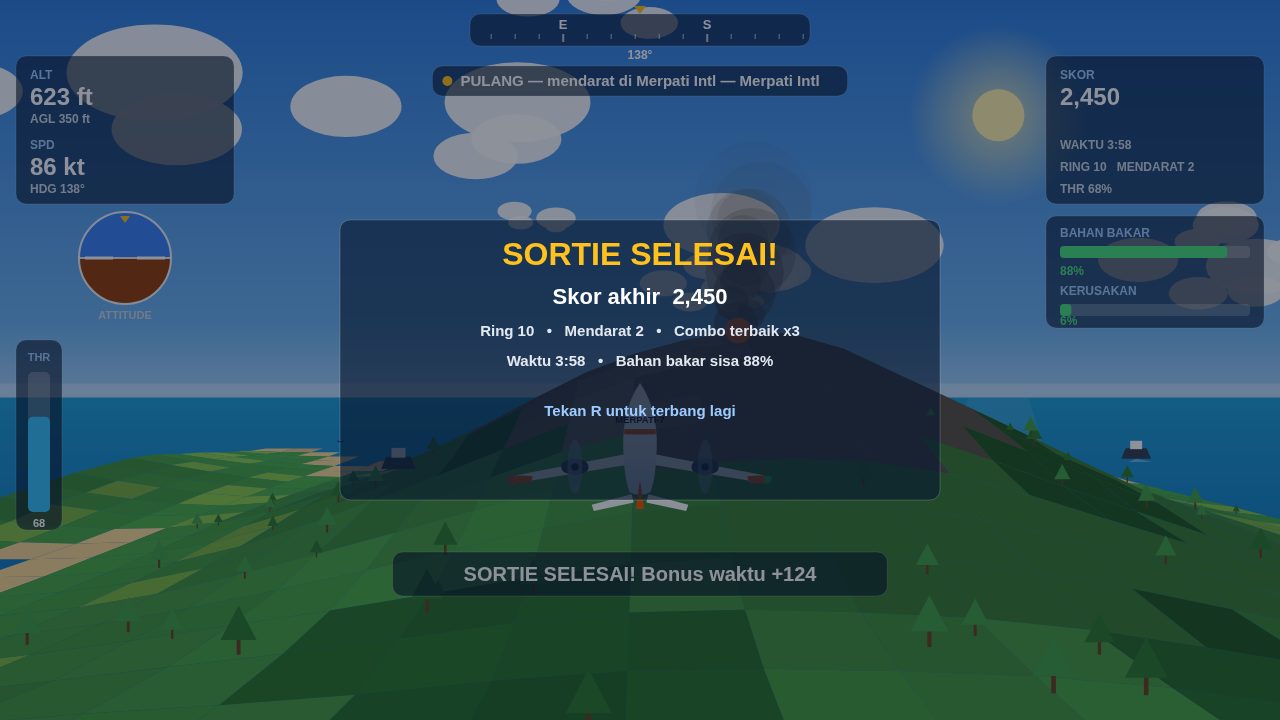 E S
138°
PULANG — mendarat di Merpati Intl — Merpati Intl
ALT
623 ft
AGL 350 ft
SPD
86 kt
HDG 138°
ATTITUDE
THR
68
SKOR
2,450
WAKTU 3:58
RING 10 MENDARAT 2
THR 68%
BAHAN BAKAR
88%
KERUSAKAN
6%
SORTIE SELESAI!
Skor akhir 2,450
Ring 10 • Mendarat 2 • Combo terbaik x3
Waktu 3:58 • Bahan bakar sisa 88%
Tekan R untuk terbang lagi
SORTIE SELESAI! Bonus waktu +124